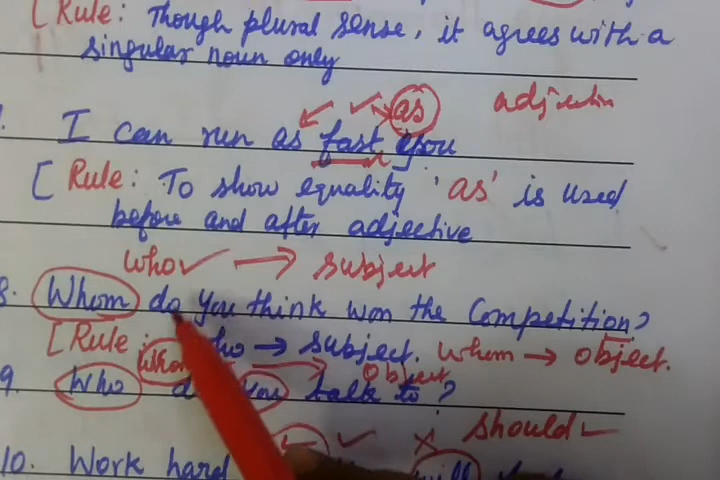 [Rule: Though plural sense, it agrees with a
singular noun only
as adjectiv
I can run as fast you
[Rule: To show equality 'as' is used
before and after adjective
who → subject
8. Whom do you think won the Competition?
[Rule : who → subject. whom → object.
object
9. Who you talk to?
should
10. Work hard